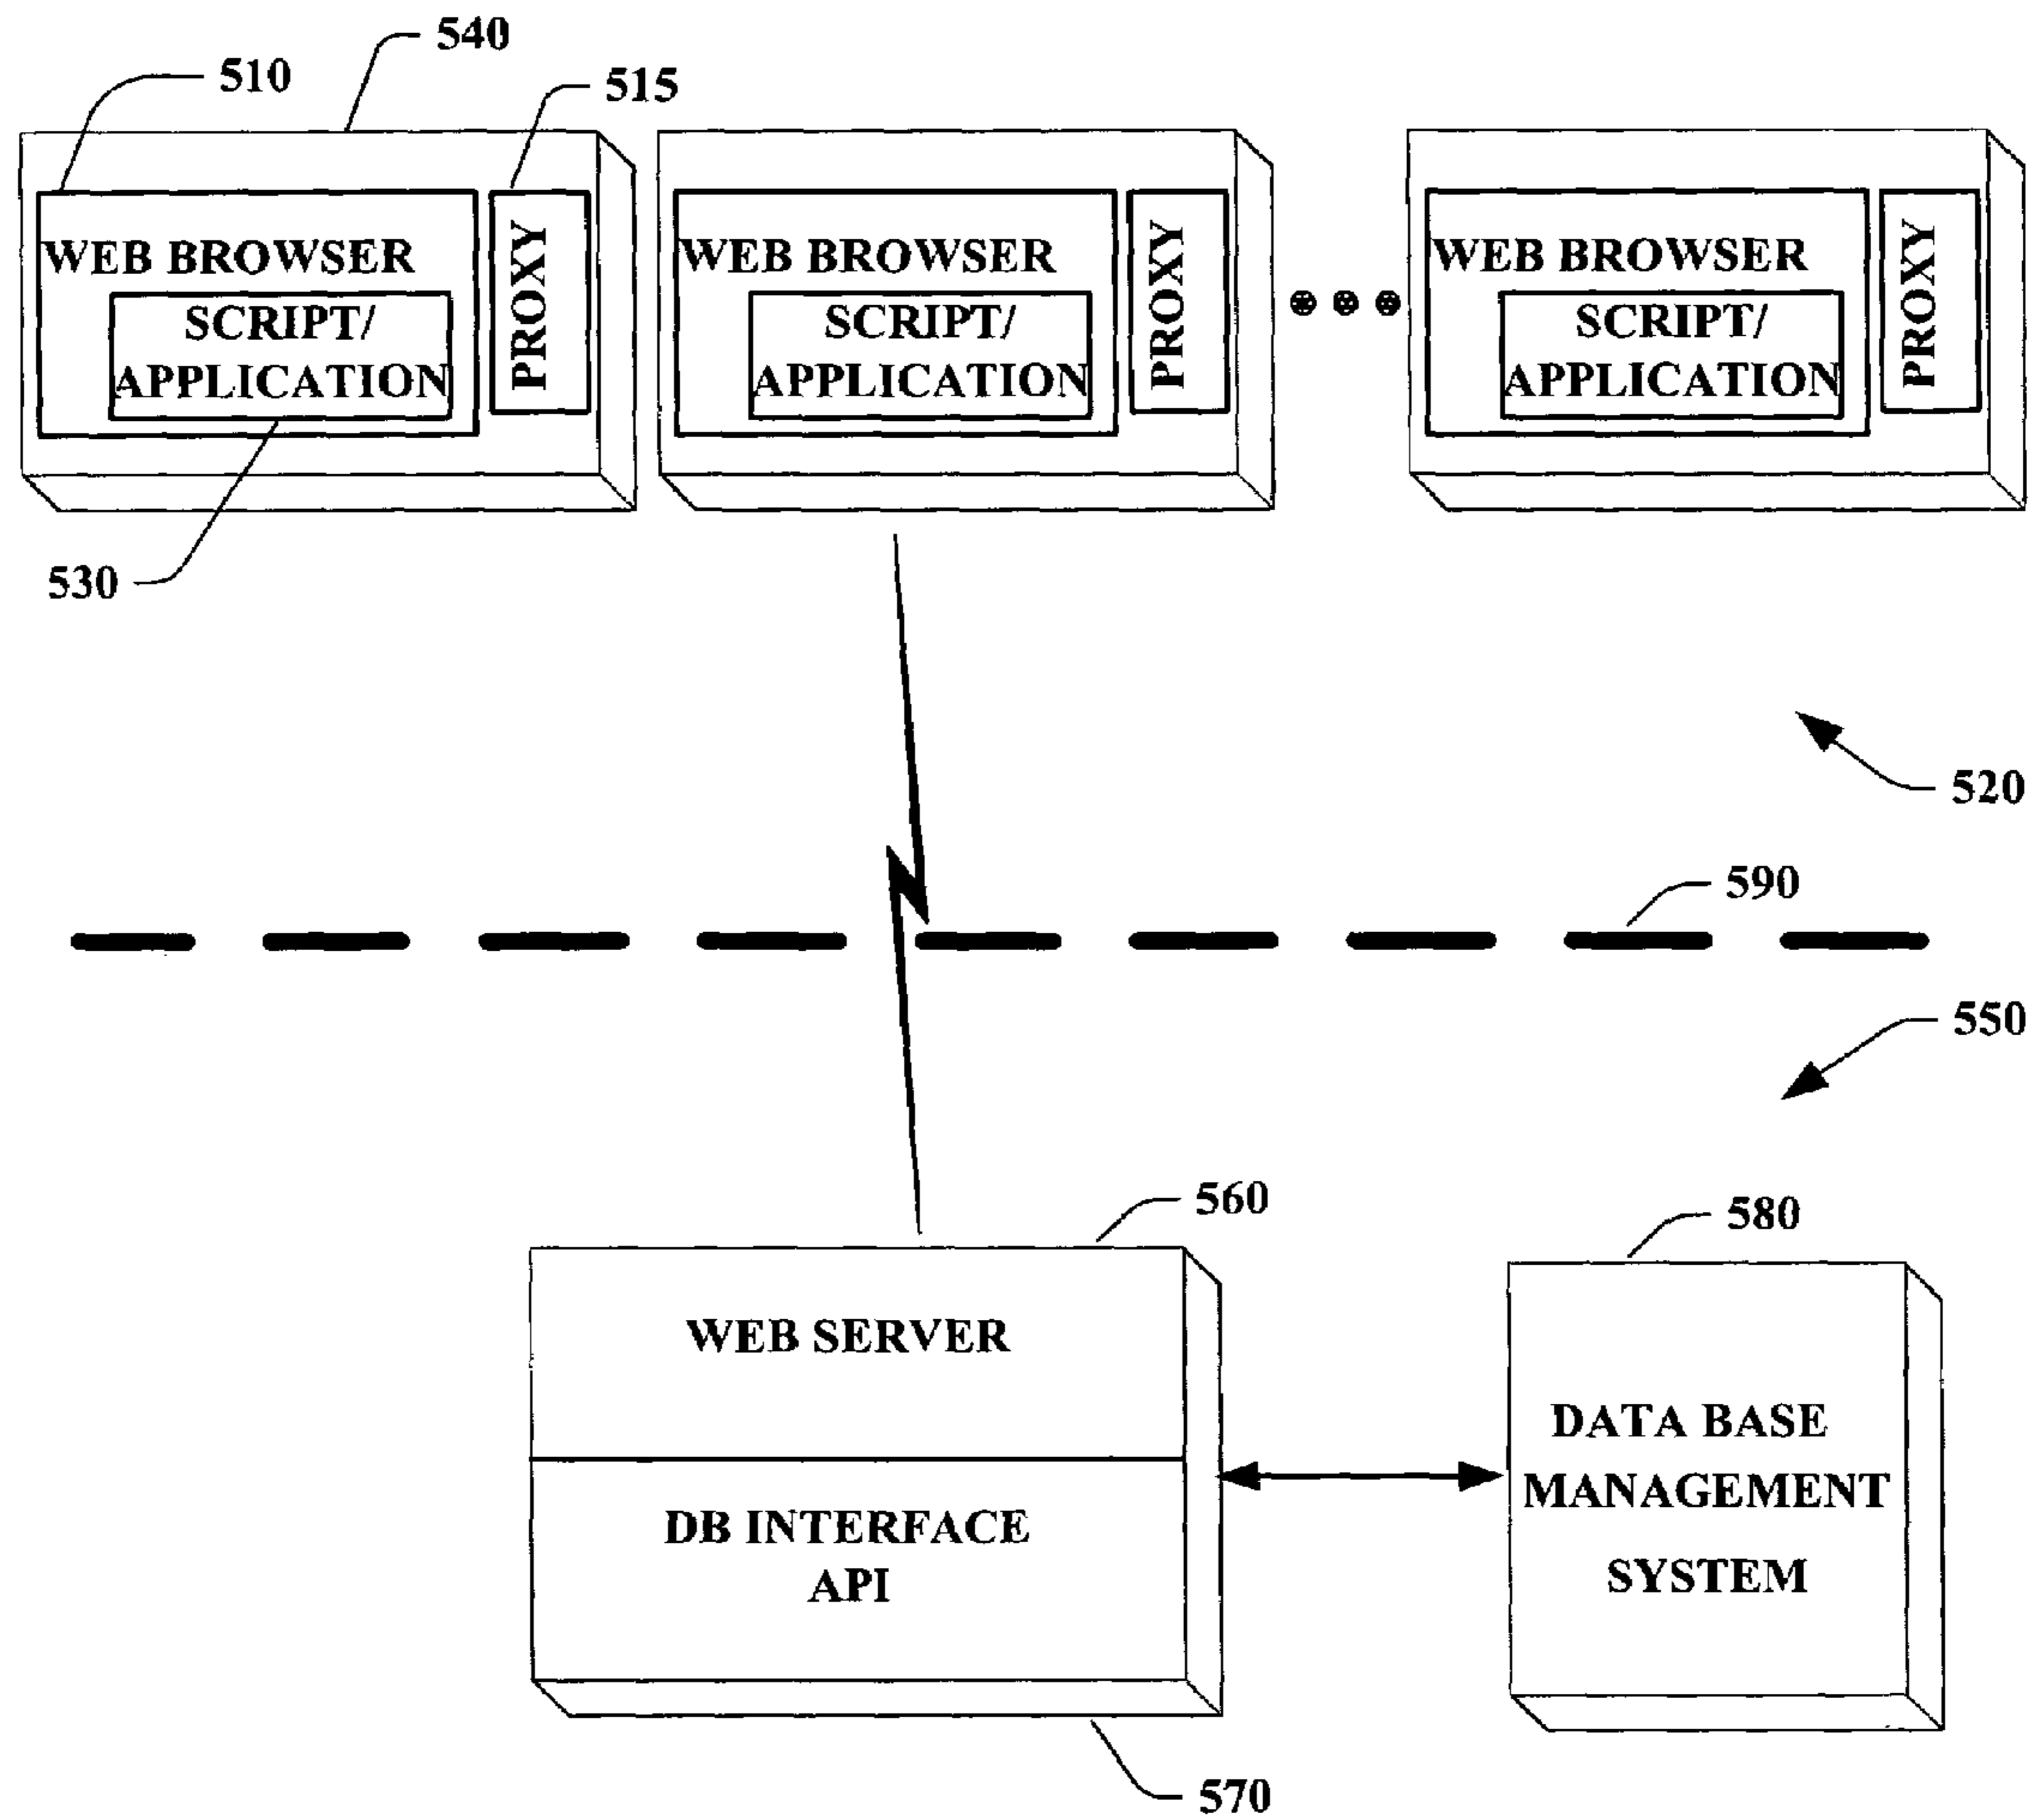 540
510
515
WEB BROWSER
SCRIPT/
APPLICATION
PROXY
WEB BROWSER
SCRIPT/
APPLICATION
PROXY
WEB BROWSER
SCRIPT/
APPLICATION
PROXY
530
520
590
550
560
580
WEB SERVER
DB INTERFACE
API
DATA BASE
MANAGEMENT
SYSTEM
570